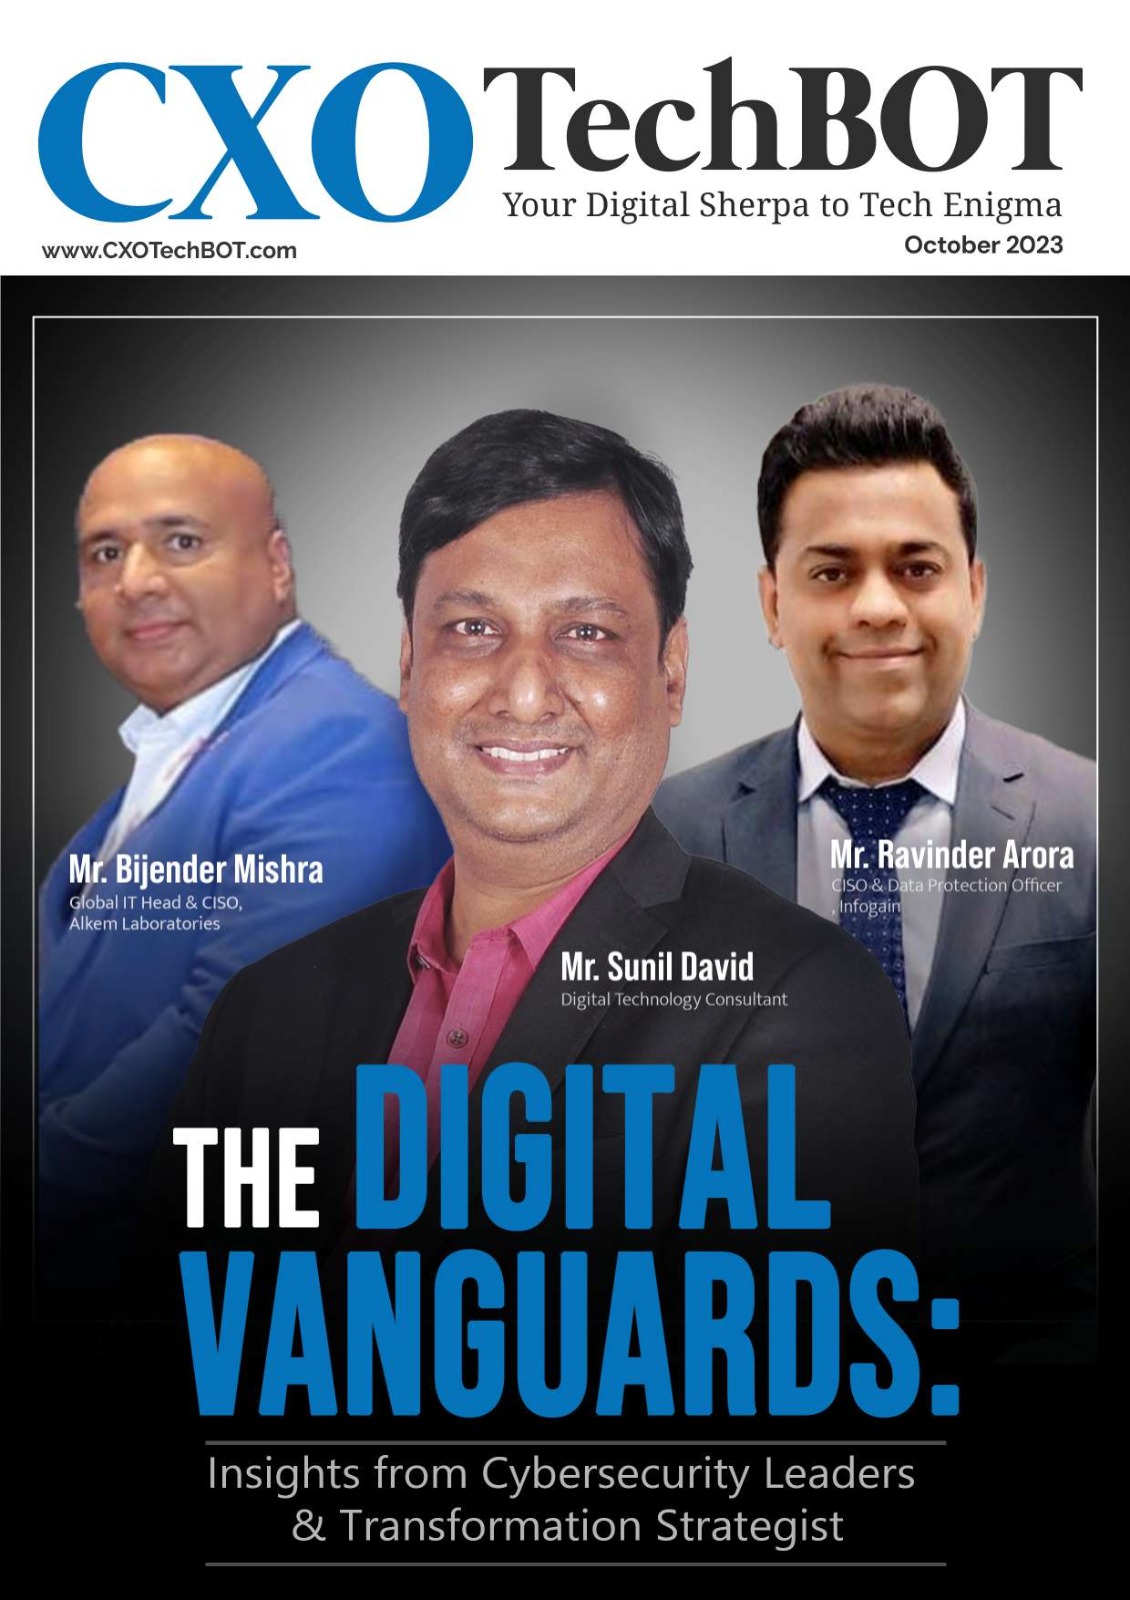 CXO TechBOT
Your Digital Sherpa to Tech Enigma
www.CXOTechBOT.com
October 2023
Mr. Bijender Mishra
Global IT Head & CISO,
Alkem Laboratories
Mr. Ravinder Arora
CISO & Data Protection Officer
, Infogain
Mr. Sunil David
Digital Technology Consultant
THE DIGITAL
VANGUARDS:
Insights from Cybersecurity Leaders
& Transformation Strategist